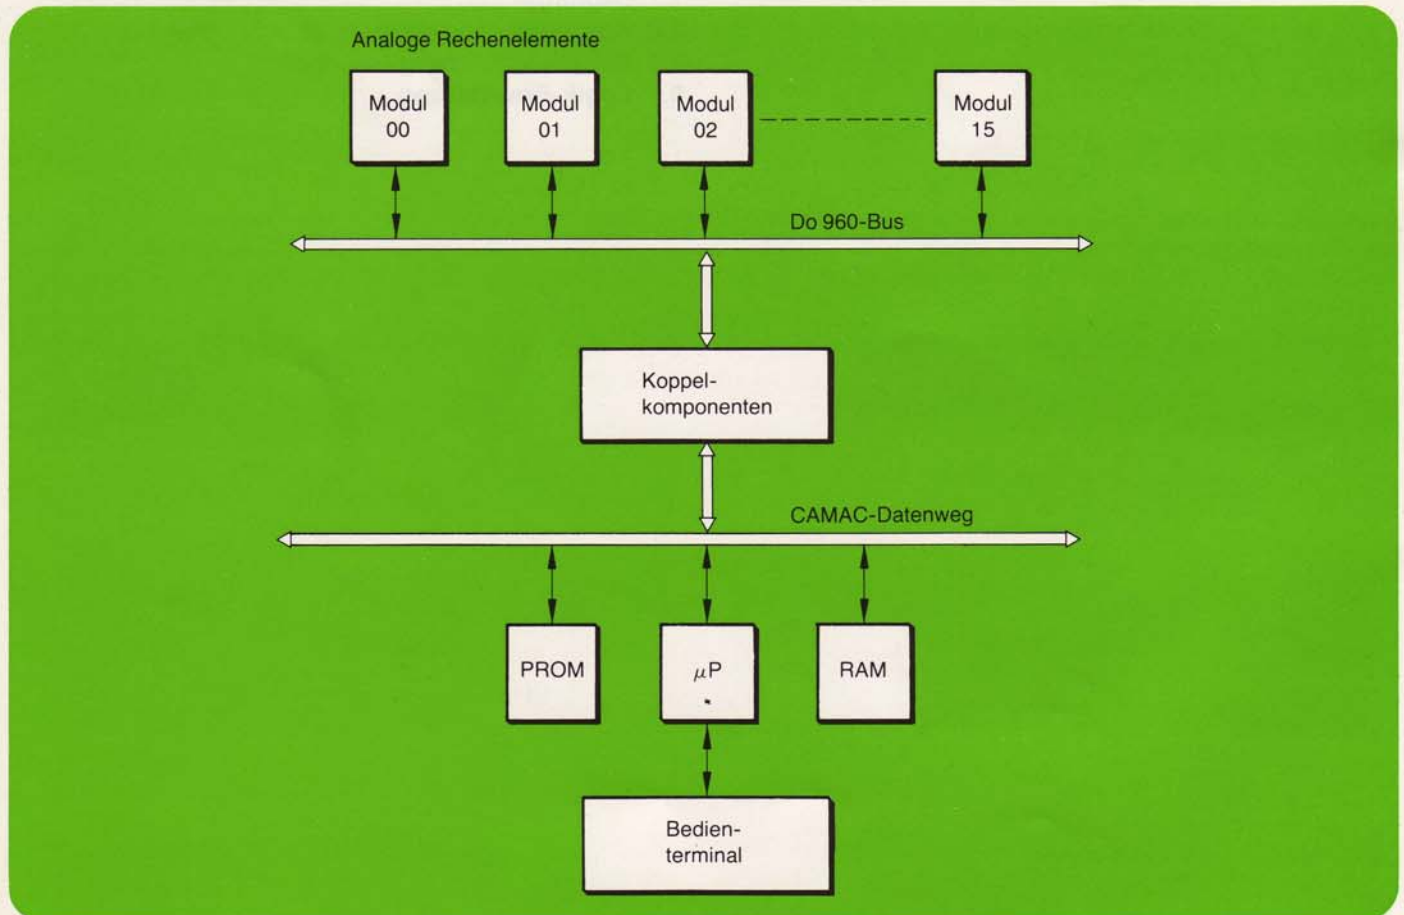 Analoge Rechenelemente
Modul
00
Modul
01
Modul
02
Modul
15
Do 960-Bus
Koppel-
komponenten
CAMAC-Datenweg
PROM
μP
RAM
Bedien-
terminal